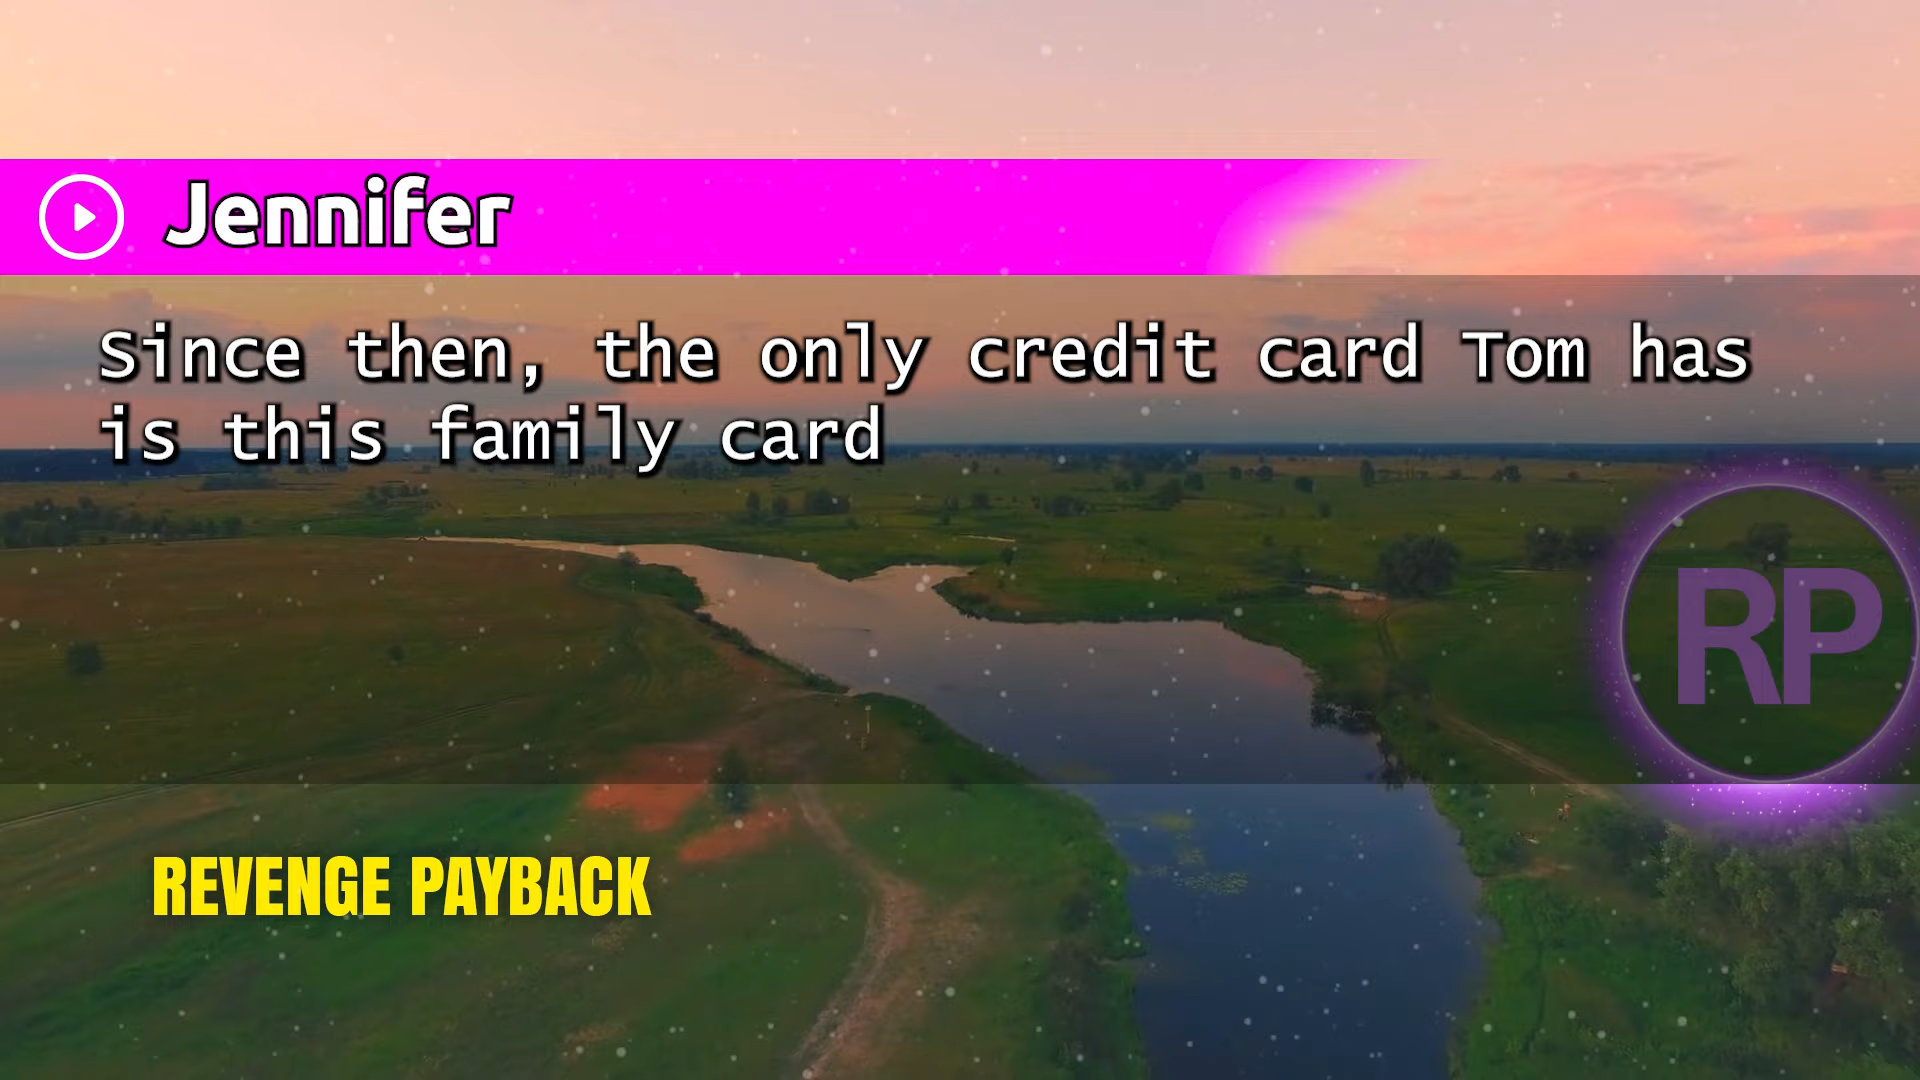 Jennifer
Since then, the only credit card Tom has
is this family card
RP
REVENGE PAYBACK